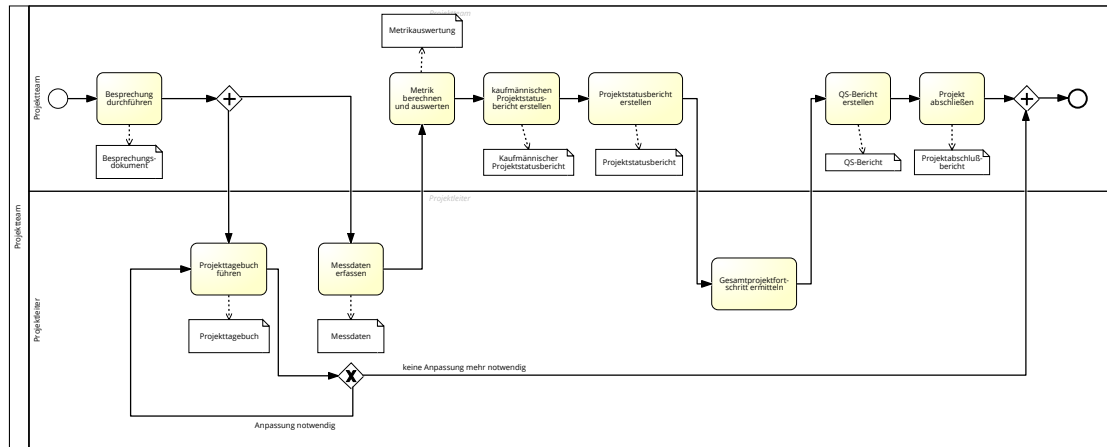 Projektteam
Projektteam
Projektteam
Metrikauswertung
Besprechung
durchführen
Metrik
berechnen
und auswerten
kaufmännischen
Projektstatus-
bericht erstellen
Projektstatusbericht
erstellen
QS-Bericht
erstellen
Projekt
abschließen
Besprechungs-
dokument
Kaufmännischer
Projektstatusbericht
Projektstatusbericht
QS-Bericht
Projektabschluß-
bericht
Projektleiter
Projektleiter
Projekttagebuch
führen
Messdaten
erfassen
Gesamtprojektfort-
schritt ermitteln
Projekttagebuch
Messdaten
keine Anpassung mehr notwendig
Anpassung notwendig